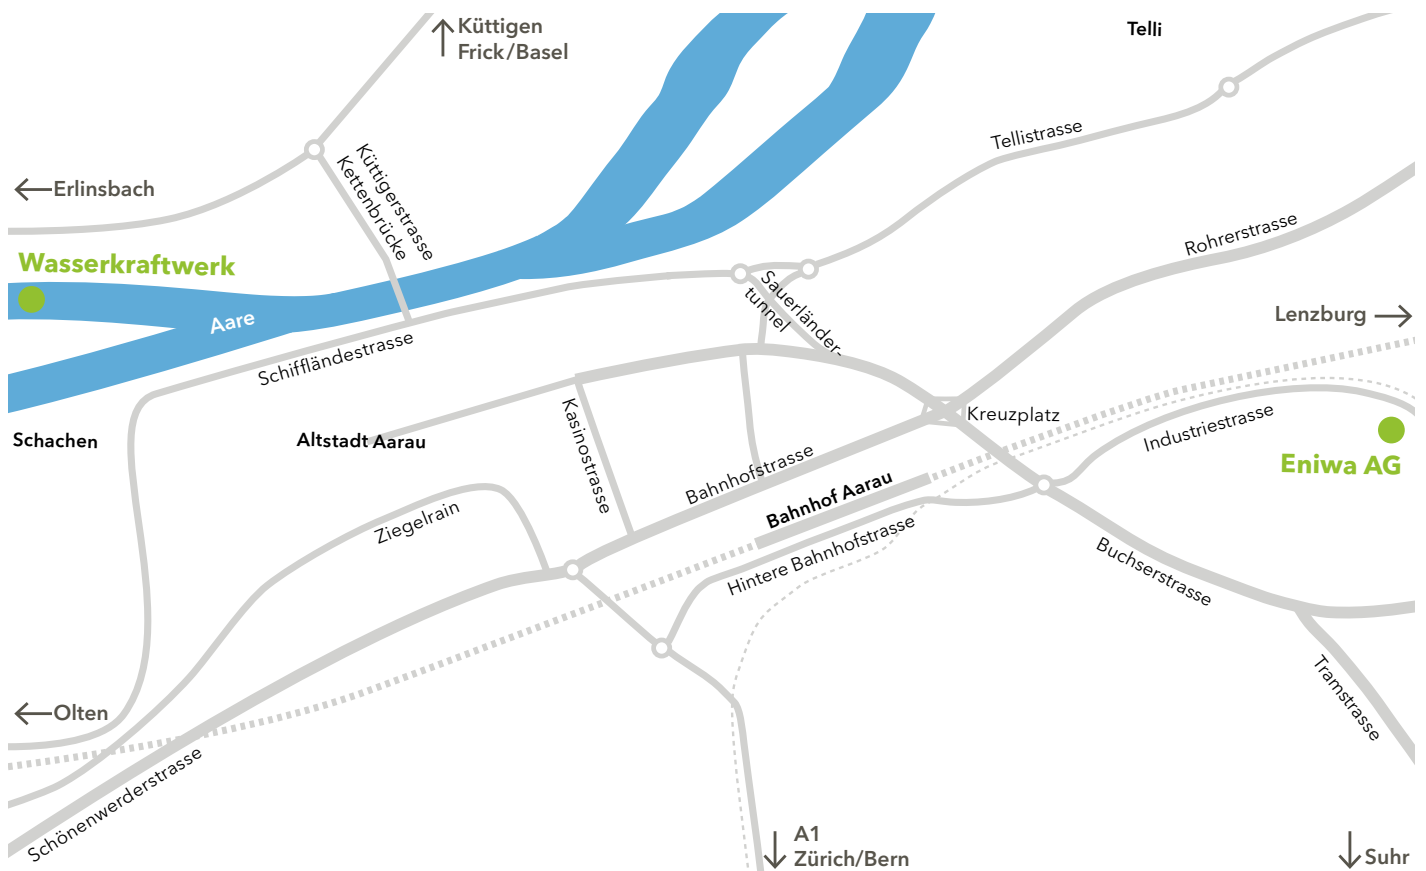 Küttigen
Frick/Basel
Telli
Tellistrasse
Küttigerstrasse
Kettenbrücke
Erlinsbach
Rohrerstrasse
Wasserkraftwerk
Sauerländer-
tunnel
Aare
Lenzburg
Schiffländestrasse
Kreuzplatz
Industriestrasse
Schachen
Altstadt Aarau
Kasinostrasse
Bahnhofstrasse
Eniwa AG
Bahnhof Aarau
Ziegelrain
Hintere Bahnhofstrasse
Buchserstrasse
Tramstrasse
Olten
Schönenwerderstrasse
A1
Zürich/Bern
Suhr